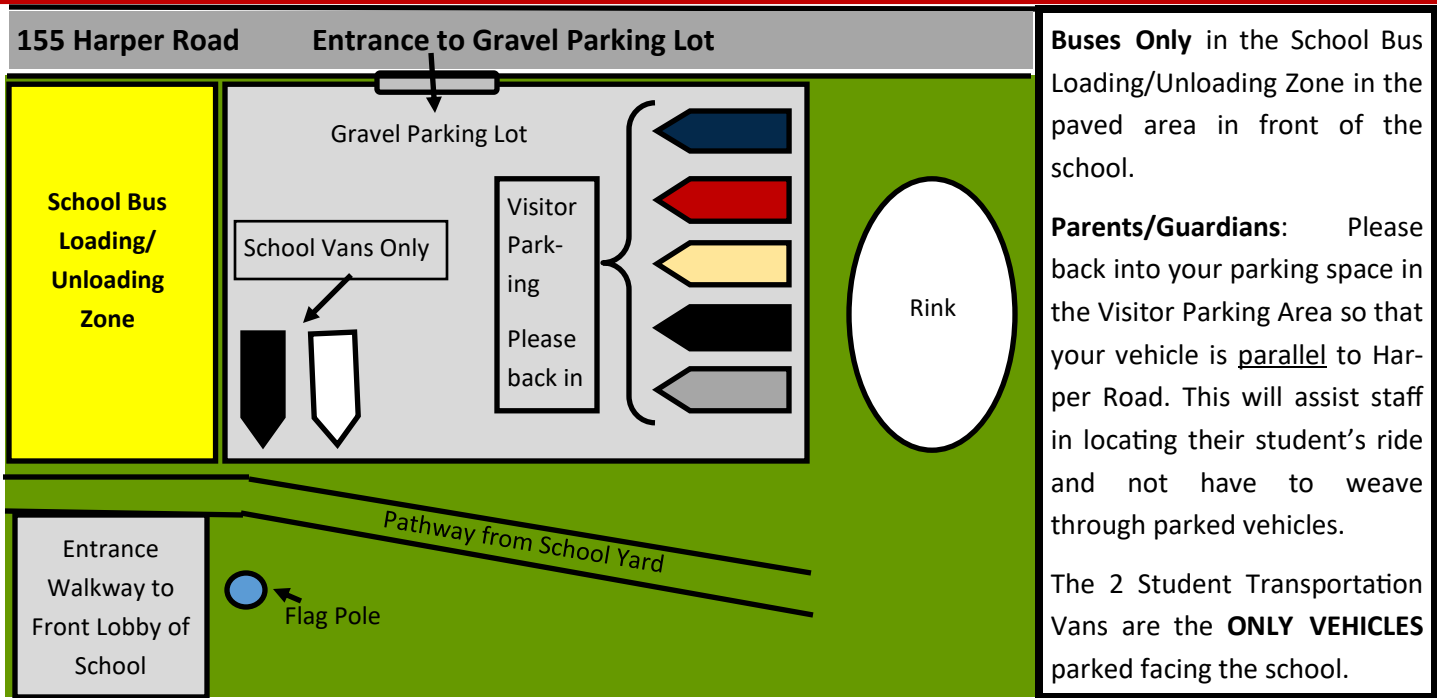 155 Harper Road
Entrance to Gravel Parking Lot
Gravel Parking Lot
School Bus
Loading/
Unloading
Zone
School Vans Only
Visitor
Park-
ing
Please
back in
Rink
Pathway from School Yard
Entrance
Walkway to
Front Lobby of
School
Flag Pole
Buses Only in the School Bus
Loading/Unloading Zone in the
paved area in front of the
school.
Parents/Guardians: Please
back into your parking space in
the Visitor Parking Area so that
your vehicle is parallel to Har-
per Road. This will assist staff
in locating their student’s ride
and not have to weave
through parked vehicles.
The 2 Student Transportation
Vans are the ONLY VEHICLES
parked facing the school.